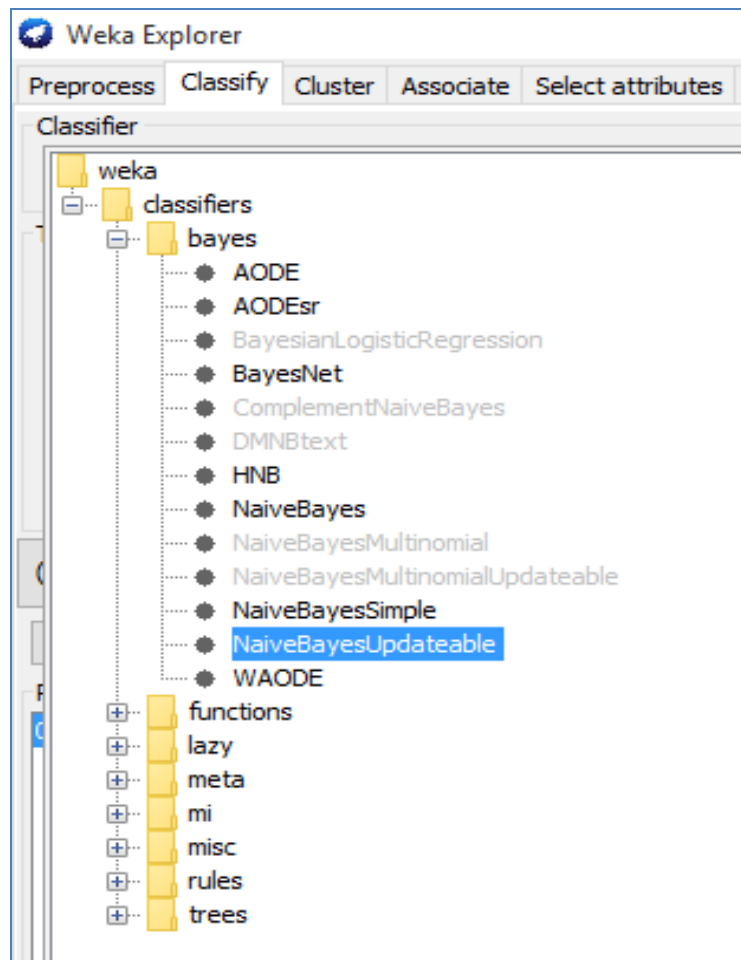 Weka Explorer
Preprocess Classify Cluster Associate Select attributes
Classifier
weka
classifiers
bayes
AODE
AODEsr
BayesianLogisticRegression
BayesNet
ComplementNaiveBayes
DMNBtext
HNB
NaiveBayes
NaiveBayesMultinomial
NaiveBayesMultinomialUpdateable
NaiveBayesSimple
NaiveBayesUpdateable
WAODE
functions
lazy
meta
mi
misc
rules
trees